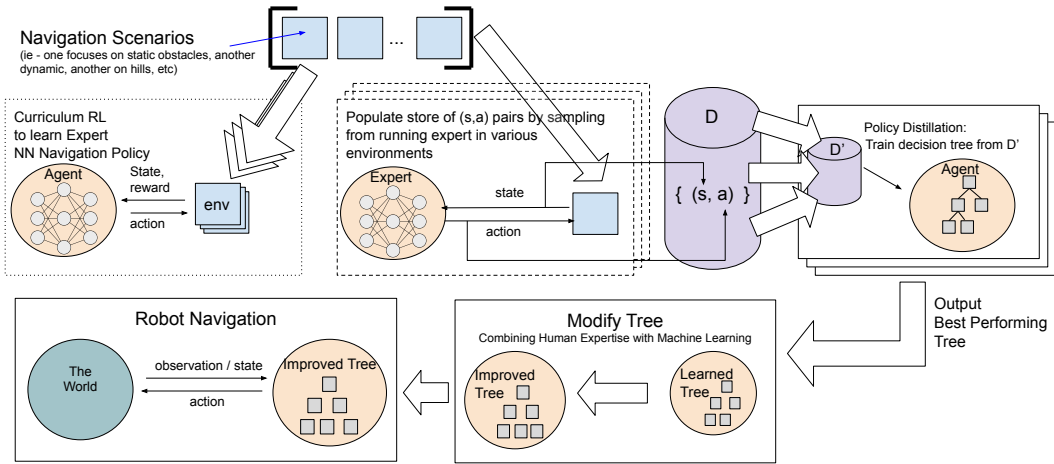 Navigation Scenarios
(ie - one focuses on static obstacles, another
dynamic, another on hills, etc)
...
Curriculum RL
to learn Expert
NN Navigation Policy
Agent
State,
reward
action
env
Populate store of (s,a) pairs by sampling
from running expert in various
environments
Expert
state
action
D
{ (s, a) }
D'
Policy Distillation:
Train decision tree from D'
Agent
Output
Best Performing
Tree
Modify Tree
Combining Human Expertise with Machine Learning
Improved
Tree
Learned
Tree
Robot Navigation
The
World
observation / state
action
Improved Tree